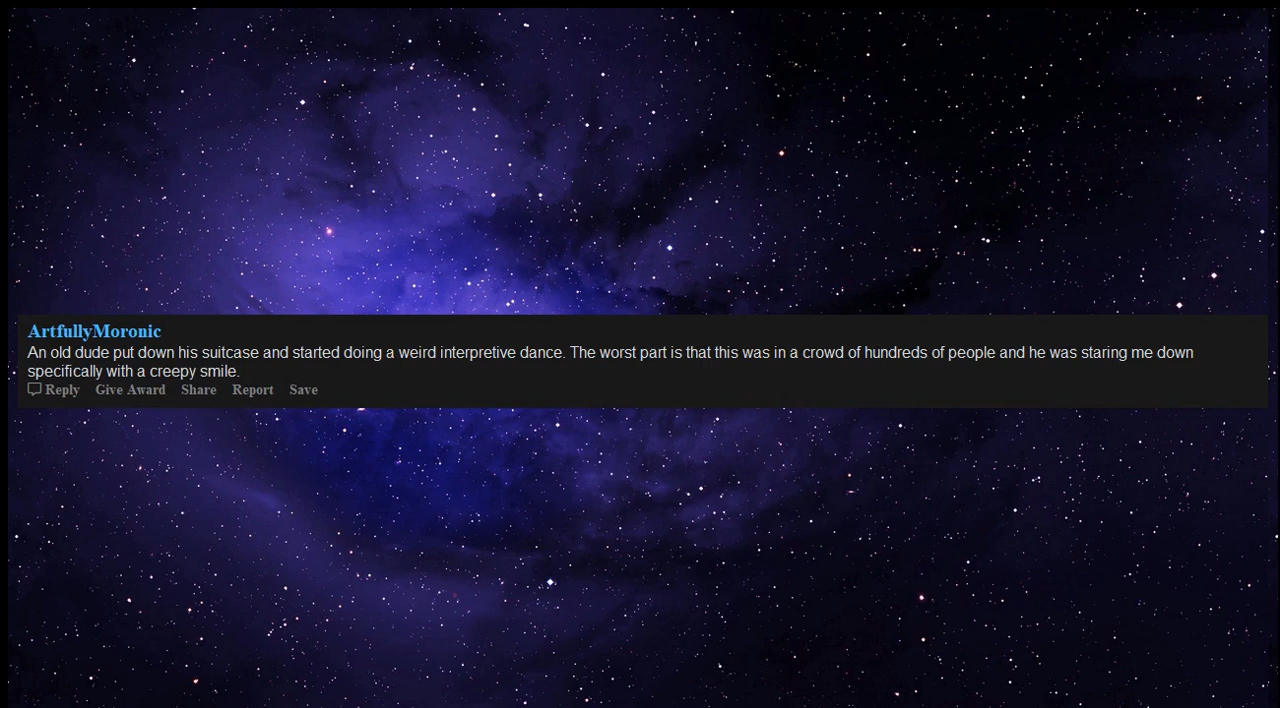 ArtfullyMoronic
An old dude put down his suitcase and started doing a weird interpretive dance. The worst part is that this was in a crowd of hundreds of people and he was staring me down
specifically with a creepy smile.
Reply Give Award Share Report Save